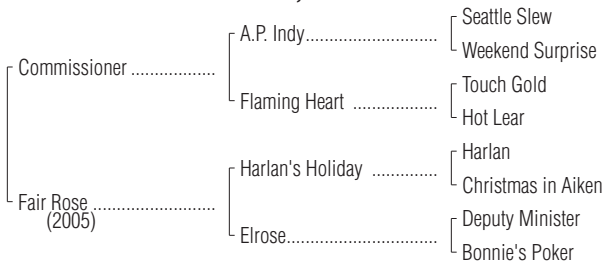 Seattle Slew
A.P. Indy..............................
Weekend Surprise
Commissioner ...................
Touch Gold
Flaming Heart ...................
Hot Lear
Harlan
Harlan's Holiday ...............
Christmas in Aiken
Fair Rose ...........................
(2005)
Deputy Minister
Elrose..................................
Bonnie's Poker